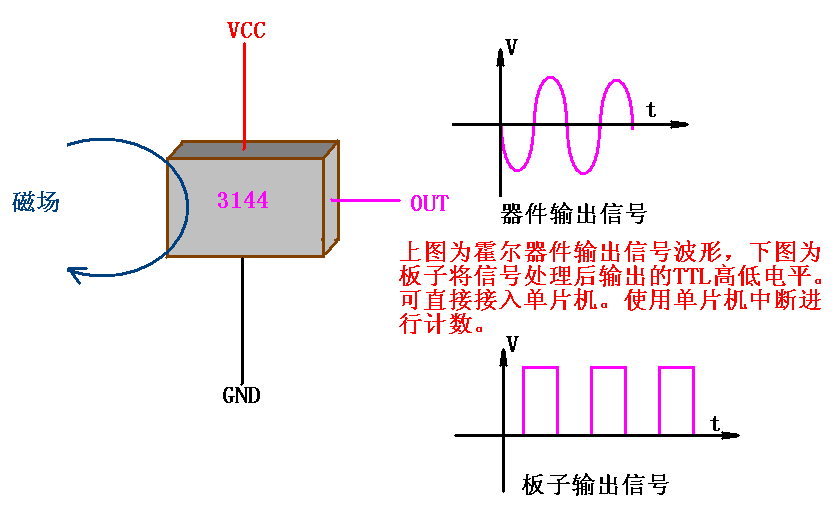 VCC
磁场
3144
OUT
GND
V
t
器件输出信号
上图为霍尔器件输出信号波形，下图为
板子将信号处理后输出的TTL高低电平。
可直接接入单片机。使用单片机中断进
行计数。
V
t
板子输出信号